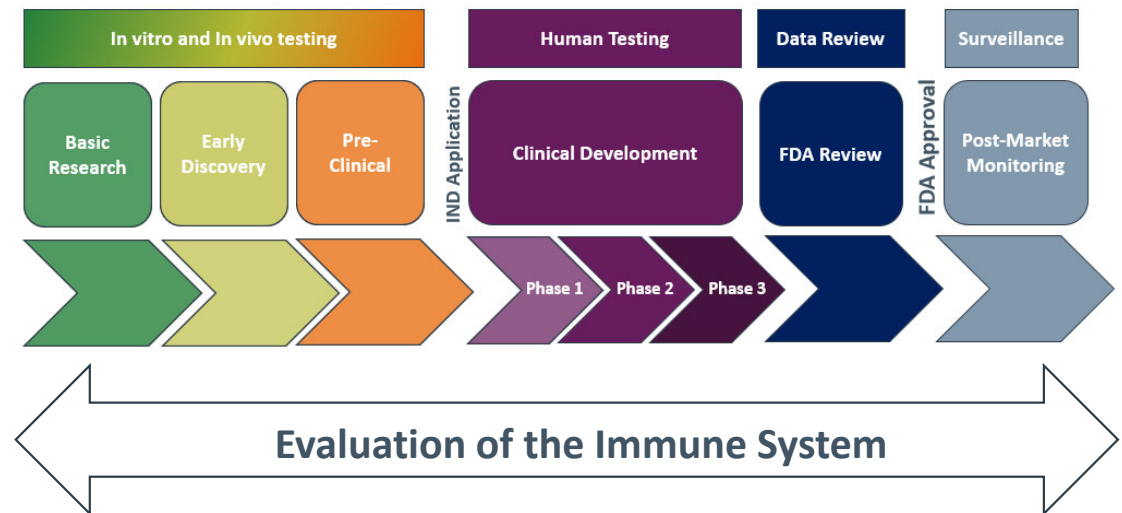 In vitro and In vivo testing
Human Testing
Data Review
Surveillance
Basic
Research
Early
Discovery
Pre-
Clinical
IND Application
Clinical Development
FDA Review
FDA Approval
Post-Market
Monitoring
Phase 1
Phase 2
Phase 3
Evaluation of the Immune System